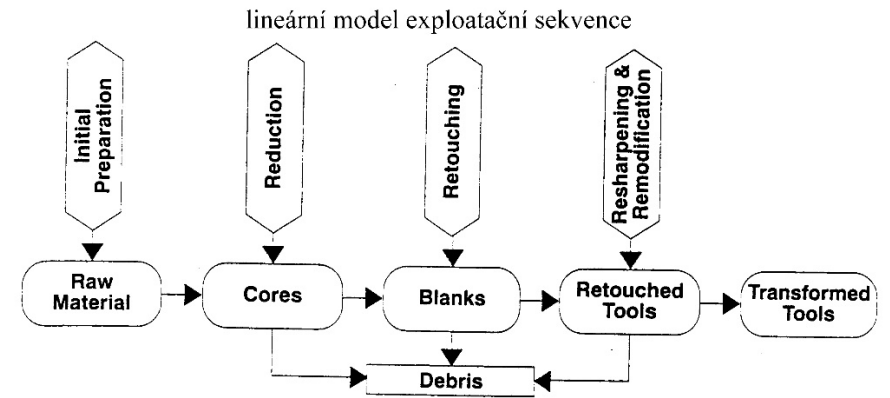 lineární model exploatační sekvence
Initial
Preparation
Reduction
Retouching
Resharpening &
Remodification
Raw
Material
Cores
Blanks
Retouched
Tools
Transformed
Tools
Debris